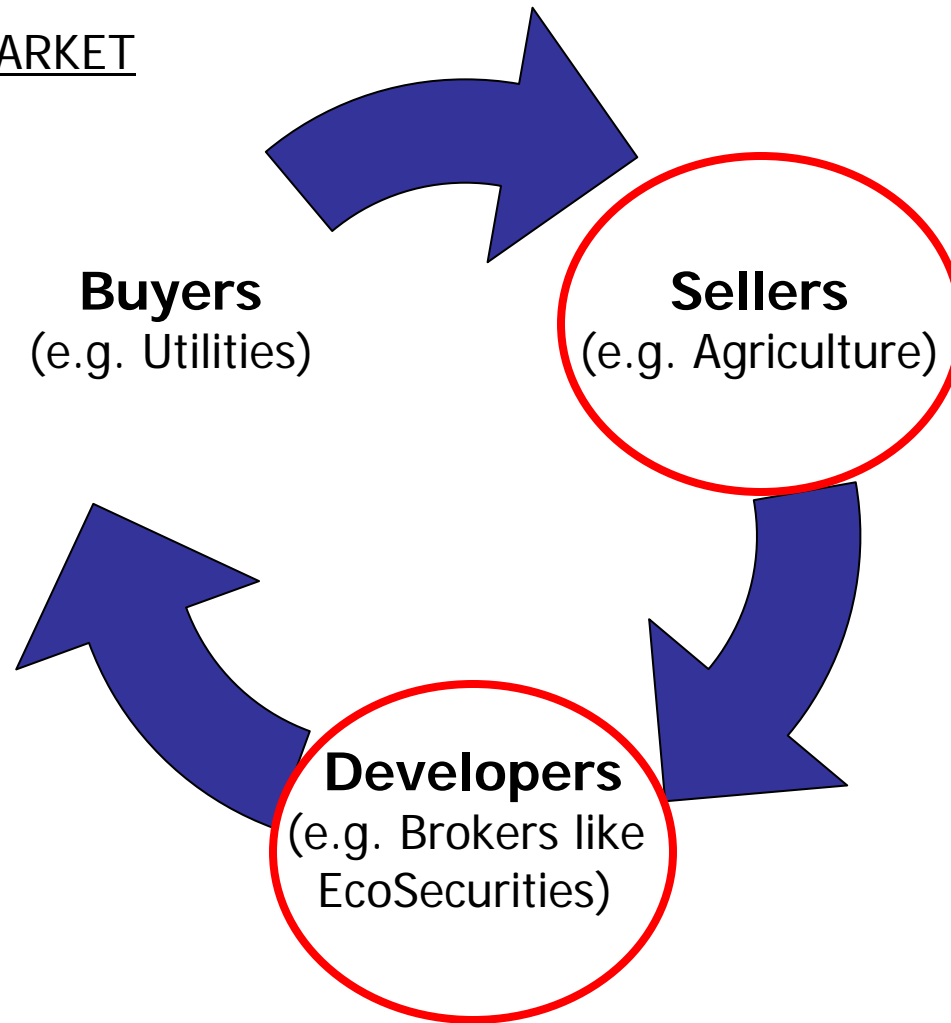 ARKET
Buyers
(e.g. Utilities)
Sellers
(e.g. Agriculture)
Developers
(e.g. Brokers like
EcoSecurities)